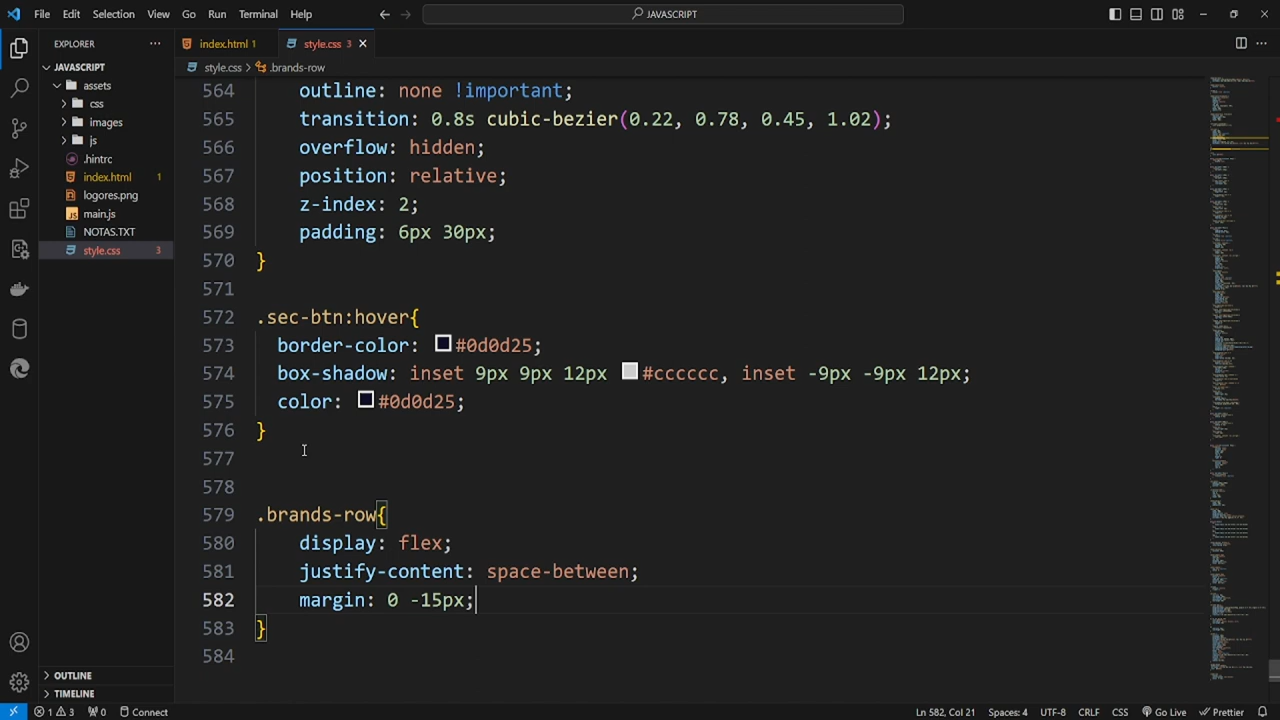 File Edit Selection View Go Run Terminal Help
JAVASCRIPT
EXPLORER
index.html 1
style.css 3
style.css > .brands-row
JAVASCRIPT
assets
css
images
js
.hintrc
index.html 1
logores.png
main.js
NOTAS.TXT
style.css 3
OUTLINE
TIMELINE
564 outline: none !important;
565 transition: 0.8s cubic-bezier(0.22, 0.78, 0.45, 1.02);
566 overflow: hidden;
567 position: relative;
568 z-index: 2;
569 padding: 6px 30px;
570 }
571
572 .sec-btn:hover{
573 border-color: #0d0d25;
574 box-shadow: inset 9px 9px 12px #cccccc, inset -9px -9px 12px;
575 color: #0d0d25;
576 }
577
578
579 .brands-row{
580 display: flex;
581 justify-content: space-between;
582 margin: 0 -15px;
583 }
584
1 3 0 Connect
Ln 582, Col 21 Spaces: 4 UTF-8 CRLF CSS Go Live Prettier